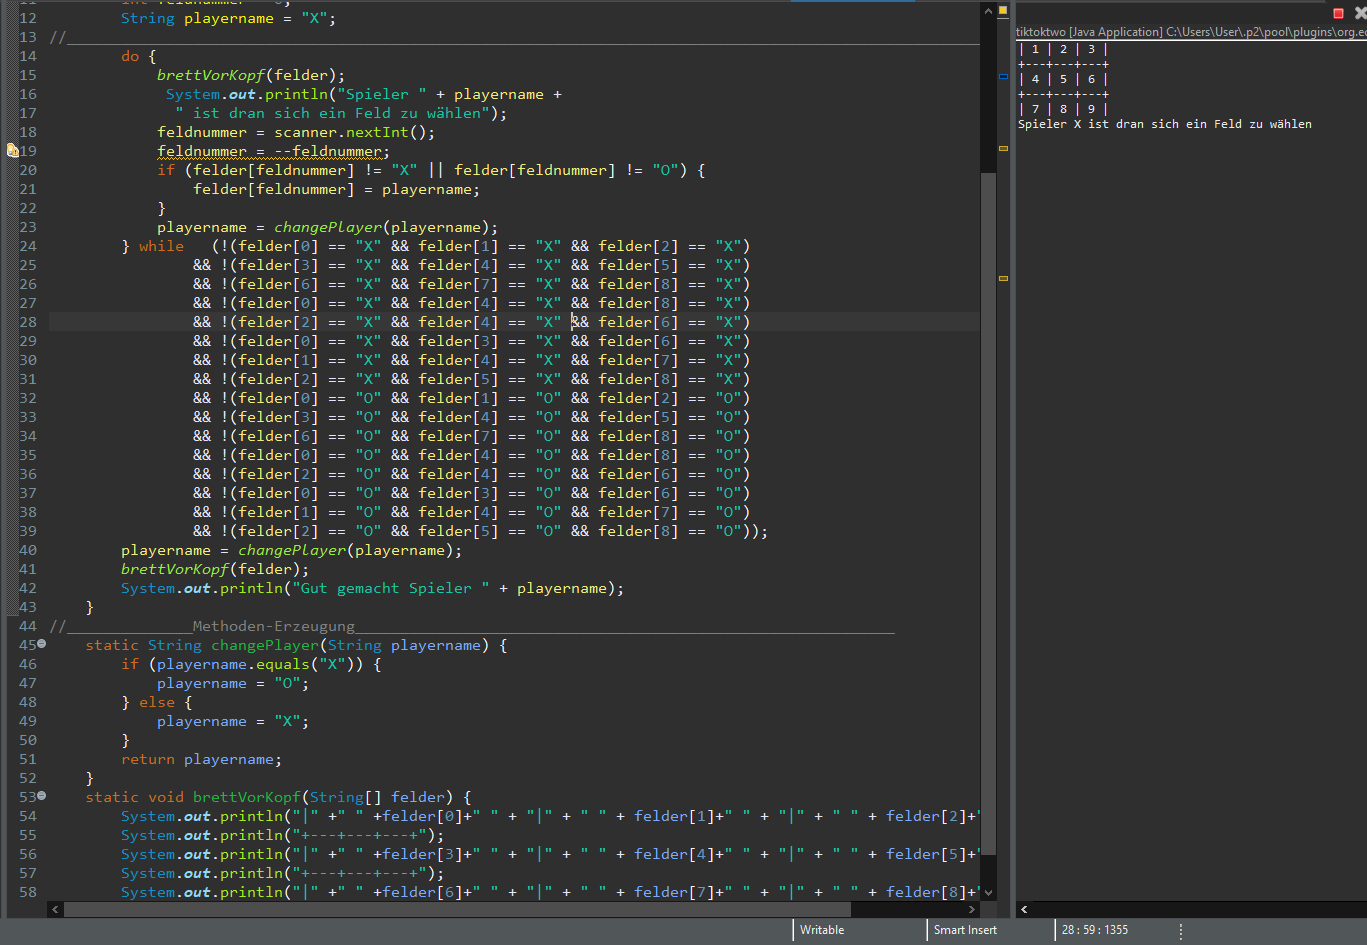 12 String playername = "X";
13 //
14 do {
15 brettVorKopf(felder);
16 System.out.println("Spieler " + playername +
17 " ist dran sich ein Feld zu wählen");
18 feldnummer = scanner.nextInt();
19 feldnummer = --feldnummer;
20 if (felder[feldnummer] != "X" || felder[feldnummer] != "O") {
21 felder[feldnummer] = playername;
22 }
23 playername = changePlayer(playername);
24 } while (!(felder[0] == "X" && felder[1] == "X" && felder[2] == "X")
25 && !(felder[3] == "X" && felder[4] == "X" && felder[5] == "X")
26 && !(felder[6] == "X" && felder[7] == "X" && felder[8] == "X")
27 && !(felder[0] == "X" && felder[4] == "X" && felder[8] == "X")
28 && !(felder[2] == "X" && felder[4] == "X" && felder[6] == "X")
29 && !(felder[0] == "X" && felder[3] == "X" && felder[6] == "X")
30 && !(felder[1] == "X" && felder[4] == "X" && felder[7] == "X")
31 && !(felder[2] == "X" && felder[5] == "X" && felder[8] == "X")
32 && !(felder[0] == "O" && felder[1] == "O" && felder[2] == "O")
33 && !(felder[3] == "O" && felder[4] == "O" && felder[5] == "O")
34 && !(felder[6] == "O" && felder[7] == "O" && felder[8] == "O")
35 && !(felder[0] == "O" && felder[4] == "O" && felder[8] == "O")
36 && !(felder[2] == "O" && felder[4] == "O" && felder[6] == "O")
37 && !(felder[0] == "O" && felder[3] == "O" && felder[6] == "O")
38 && !(felder[1] == "O" && felder[4] == "O" && felder[7] == "O")
39 && !(felder[2] == "O" && felder[5] == "O" && felder[8] == "O"));
40 playername = changePlayer(playername);
41 brettVorKopf(felder);
42 System.out.println("Gut gemacht Spieler " + playername);
43 }
44 //______________Methoden-Erzeugung______________
45 static String changePlayer(String playername) {
46 if (playername.equals("X")) {
47 playername = "O";
48 } else {
49 playername = "X";
50 }
51 return playername;
52 }
53 static void brettVorKopf(String[] felder) {
54 System.out.println("|" +" " +felder[0]+" " + "|" + " " + felder[1]+" " + "|" + " " + felder[2]+"
55 System.out.println("+---+---+---+");
56 System.out.println("|" +" " +felder[3]+" " + "|" + " " + felder[4]+" " + "|" + " " + felder[5]+"
57 System.out.println("+---+---+---+");
58 System.out.println("|" +" " +felder[6]+" " + "|" + " " + felder[7]+" " + "|" + " " + felder[8]+"
tiktoktwo [Java Application] C:\Users\User\.p2\pool\plugins\org.ec
| 1 | 2 | 3 |
+---+---+---+
| 4 | 5 | 6 |
+---+---+---+
| 7 | 8 | 9 |
Spieler X ist dran sich ein Feld zu wählen
Writable
Smart Insert
28 : 59 : 1355